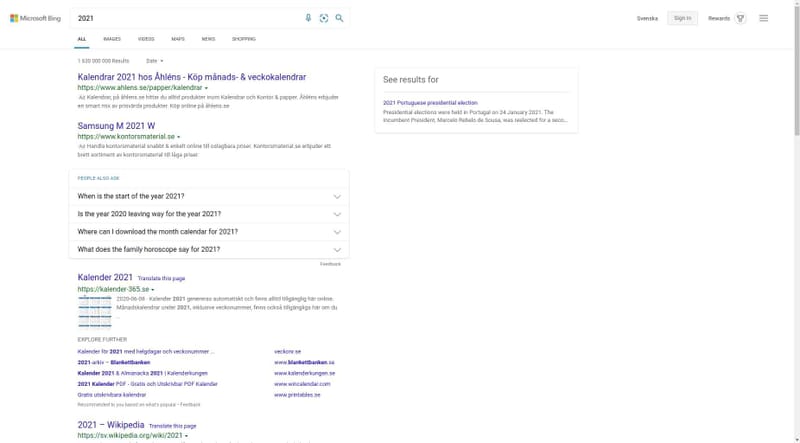 Microsoft Bing
2021
Svenska
Sign in
Rewards
ALL
IMAGES
VIDEOS
MAPS
NEWS
SHOPPING
1 630 000 000 Results
Date
Kalendrar 2021 hos Åhléns - Köp månads- & veckokalendrar
https://www.ahlens.se/papper/kalendrar
Ad Kalendrar, på åhlens.se hittar du alltid produkter inom Kalendrar och Kontor & papper. Åhléns erbjuder
en smart mix av prisvärda produkter. Köp online på åhlens.se
Samsung M 2021 W
https://www.kontorsmaterial.se
Ad Handla kontorsmaterial snabbt & enkelt online till oslagbara priser. Kontorsmaterial.se erbjuder ett
brett sortiment av kontorsmaterial till låga priser.
PEOPLE ALSO ASK
When is the start of the year 2021?
Is the year 2020 leaving way for the year 2021?
Where can I download the month calendar for 2021?
What does the family horoscope say for 2021?
Feedback
Kalender 2021 Translate this page
https://kalender-365.se
2020-06-08 · Kalender 2021 genereras automatiskt och finns alltid tillgänglig här online.
Månadskalendrar under 2021, inklusive veckonummer, finns också tillgängliga här om du
...
EXPLORE FURTHER
Kalender för 2021 med helgdagar och veckonummer ...
veckonr.se
2021-arkiv – Blankettbanken
www.blankettbanken.se
Kalender 2021 & Almanacka 2021 | Kalenderkungen
www.kalenderkungen.se
2021 Kalender PDF - Gratis och Utskrivbar PDF Kalender
www.wincalendar.com
Gratis utskrivbara kalendrar
www.printables.se
Recommended to you based on what's popular • Feedback
2021 – Wikipedia Translate this page
https://sv.wikipedia.org/wiki/2021
See results for
2021 Portuguese presidential election
Presidential elections were held in Portugal on 24 January 2021. The
incumbent President, Marcelo Rebelo de Sousa, was reelected for a seco...